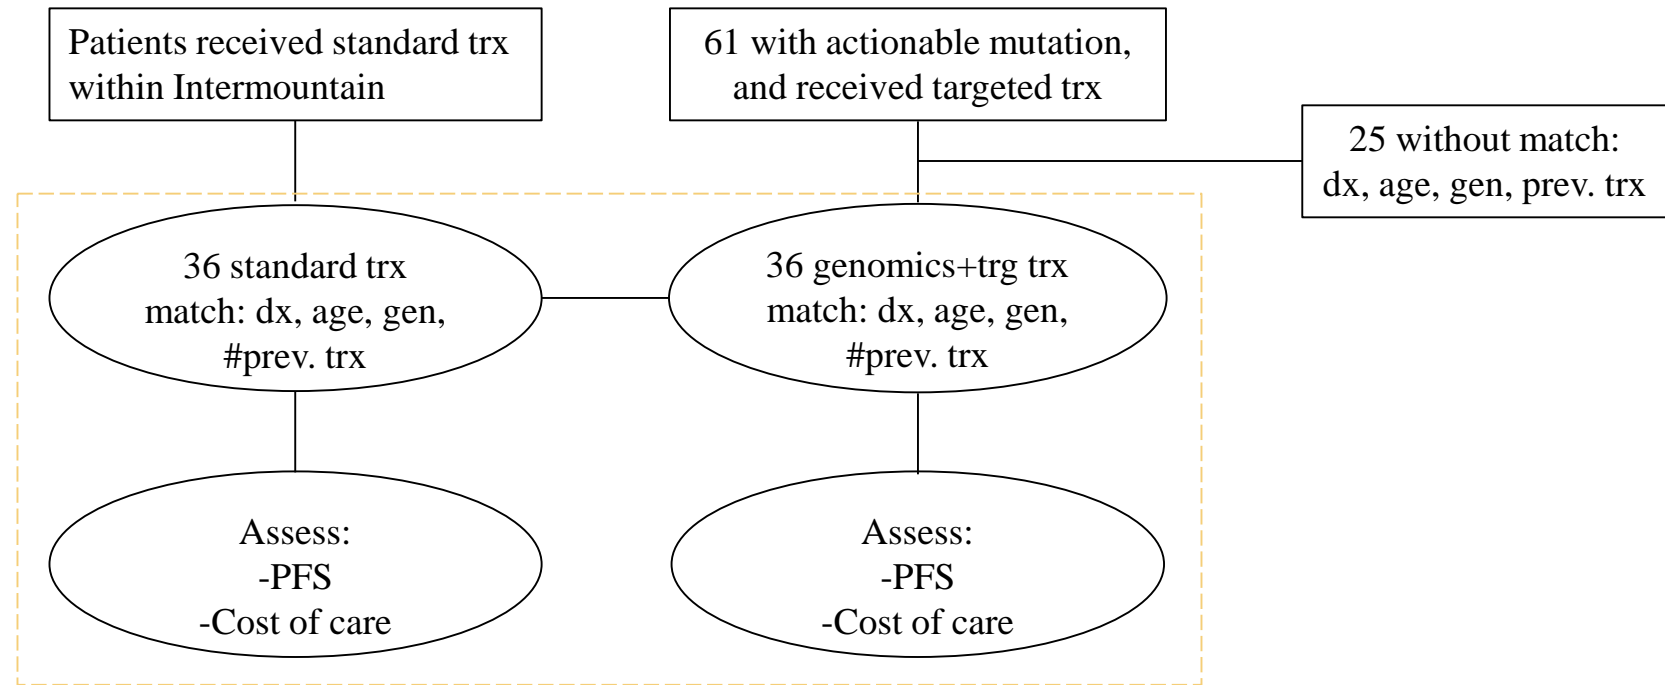 Patients received standard trx
within Intermountain
61 with actionable mutation,
and received targeted trx
25 without match:
dx, age, gen, prev. trx
36 standard trx
match: dx, age, gen,
#prev. trx
36 genomics+trg trx
match: dx, age, gen,
#prev. trx
Assess:
-PFS
-Cost of care
Assess:
-PFS
-Cost of care